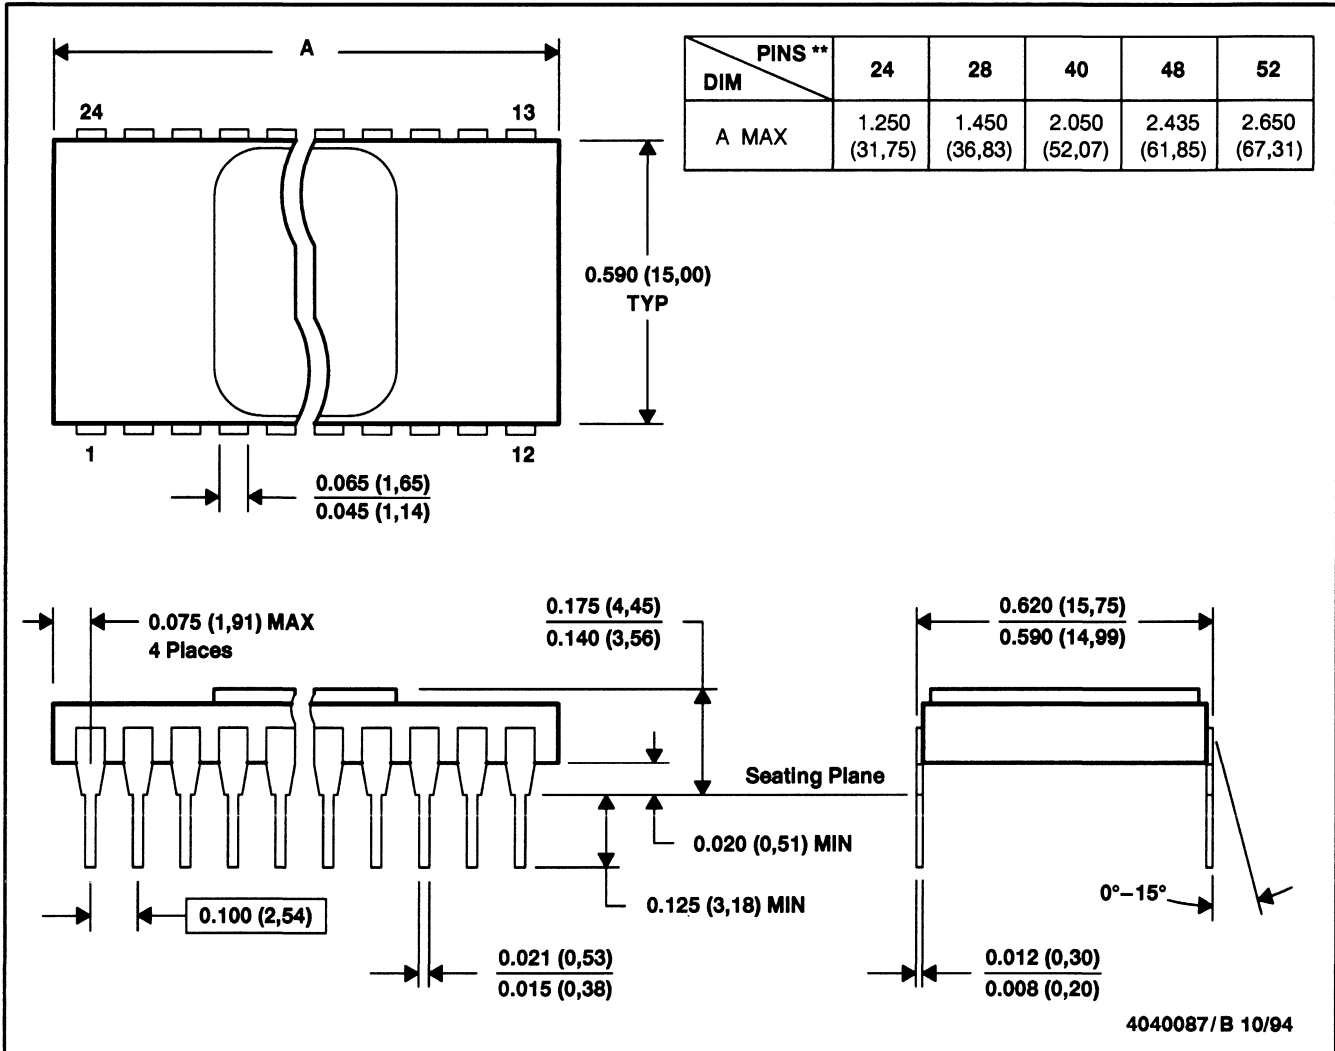 A
24
13
0.590 (15,00)
TYP
1
12
0.065 (1,65)
0.045 (1,14)
PINS **
DIM
24
28
40
48
52
A MAX
1.250
(31,75)
1.450
(36,83)
2.050
(52,07)
2.435
(61,85)
2.650
(67,31)
0.075 (1,91) MAX
4 Places
0.175 (4,45)
0.140 (3,56)
0.620 (15,75)
0.590 (14,99)
Seating Plane
0.020 (0,51) MIN
0.125 (3,18) MIN
0.100 (2,54)
0.021 (0,53)
0.015 (0,38)
0°–15°
0.012 (0,30)
0.008 (0,20)
4040087/B 10/94